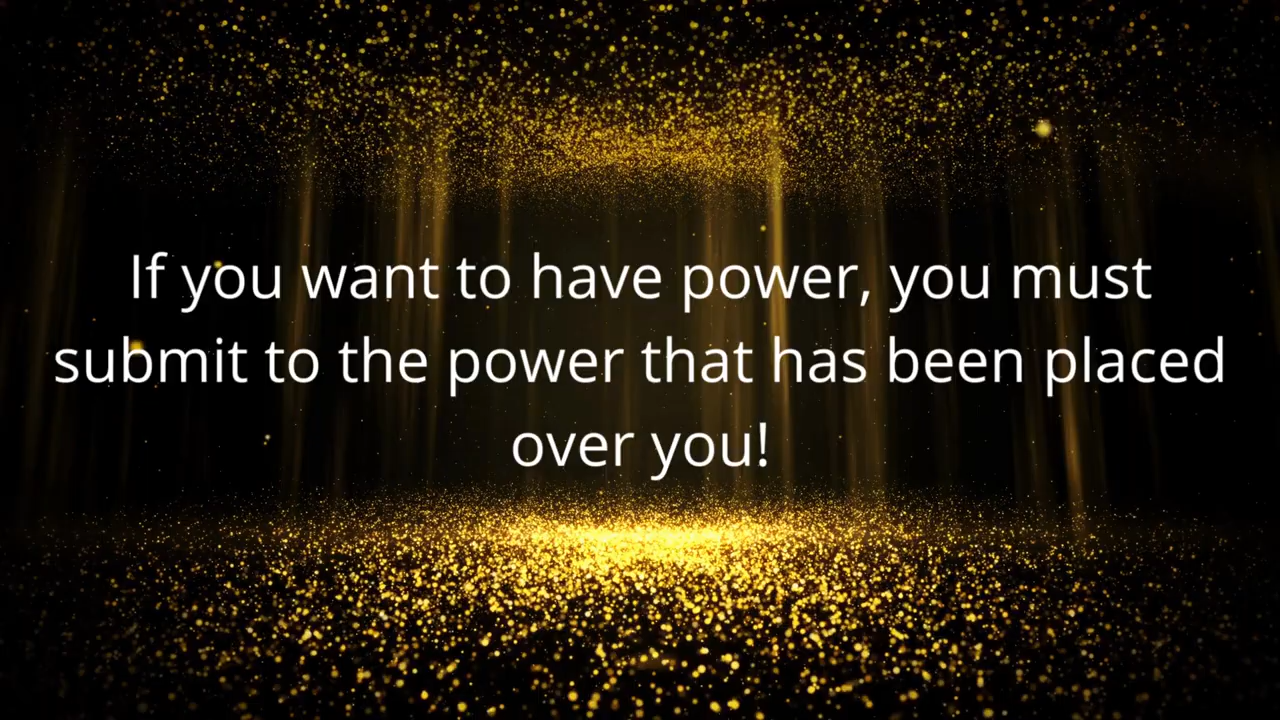 If you want to have power, you must
submit to the power that has been placed
over you!